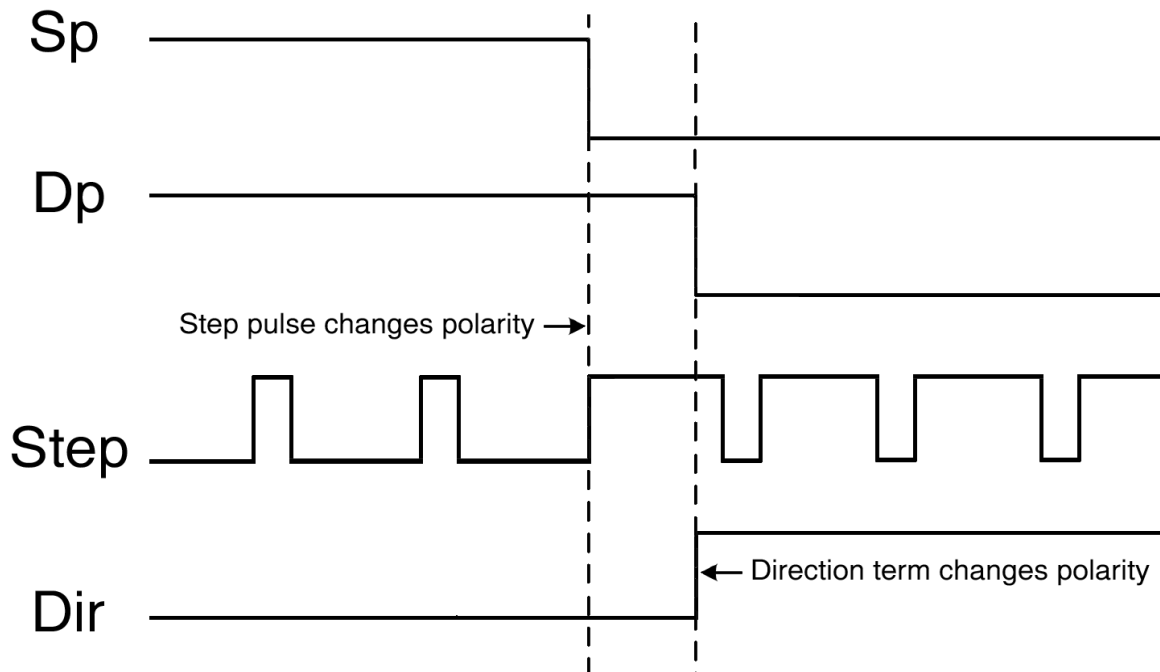 Sp
Dp
Step pulse changes polarity
Step
Direction term changes polarity
Dir